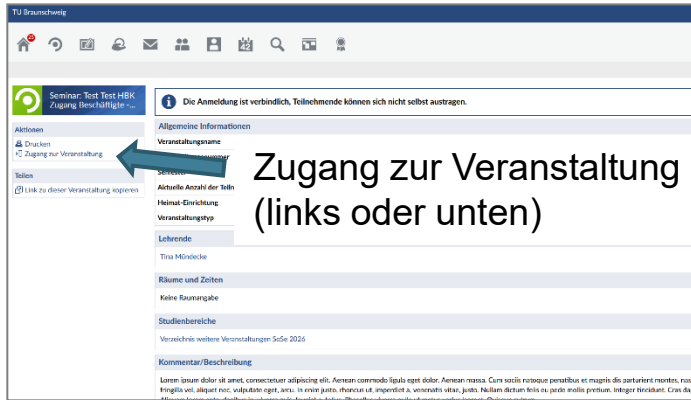 TU Braunschweig
42
Seminar: Test Test HBK
Zugang Beschäftigte -...
Die Anmeldung ist verbindlich, Teilnehmende können sich nicht selbst austragen.
Aktionen
Drucken
Zugang zur Veranstaltung
Teilen
Link zu dieser Veranstaltung kopieren
Allgemeine Informationen
Veranstaltungsname
Semester
Aktuelle Anzahl der Teiln
Heimat-Einrichtung
Veranstaltungstyp
Zugang zur Veranstaltung
(links oder unten)
Lehrende
Tina Mündecke
Räume und Zeiten
Keine Raumangabe
Studienbereiche
Verzeichnis weitere Veranstaltungen SoSe 2026
Kommentar/Beschreibung
Lorem ipsum dolor sit amet, consectetuer adipiscing elit. Aenean commodo ligula eget dolor. Aenean massa. Cum sociis natoque penatibus et magnis dis parturient montes, nas
fringilla vel, aliquet nec, vulputate eget, arcu. In enim justo, rhoncus ut, imperdiet a, venenatis vitae, justo. Nullam dictum felis eu pede mollis pretium. Integer tincidunt. Cras da